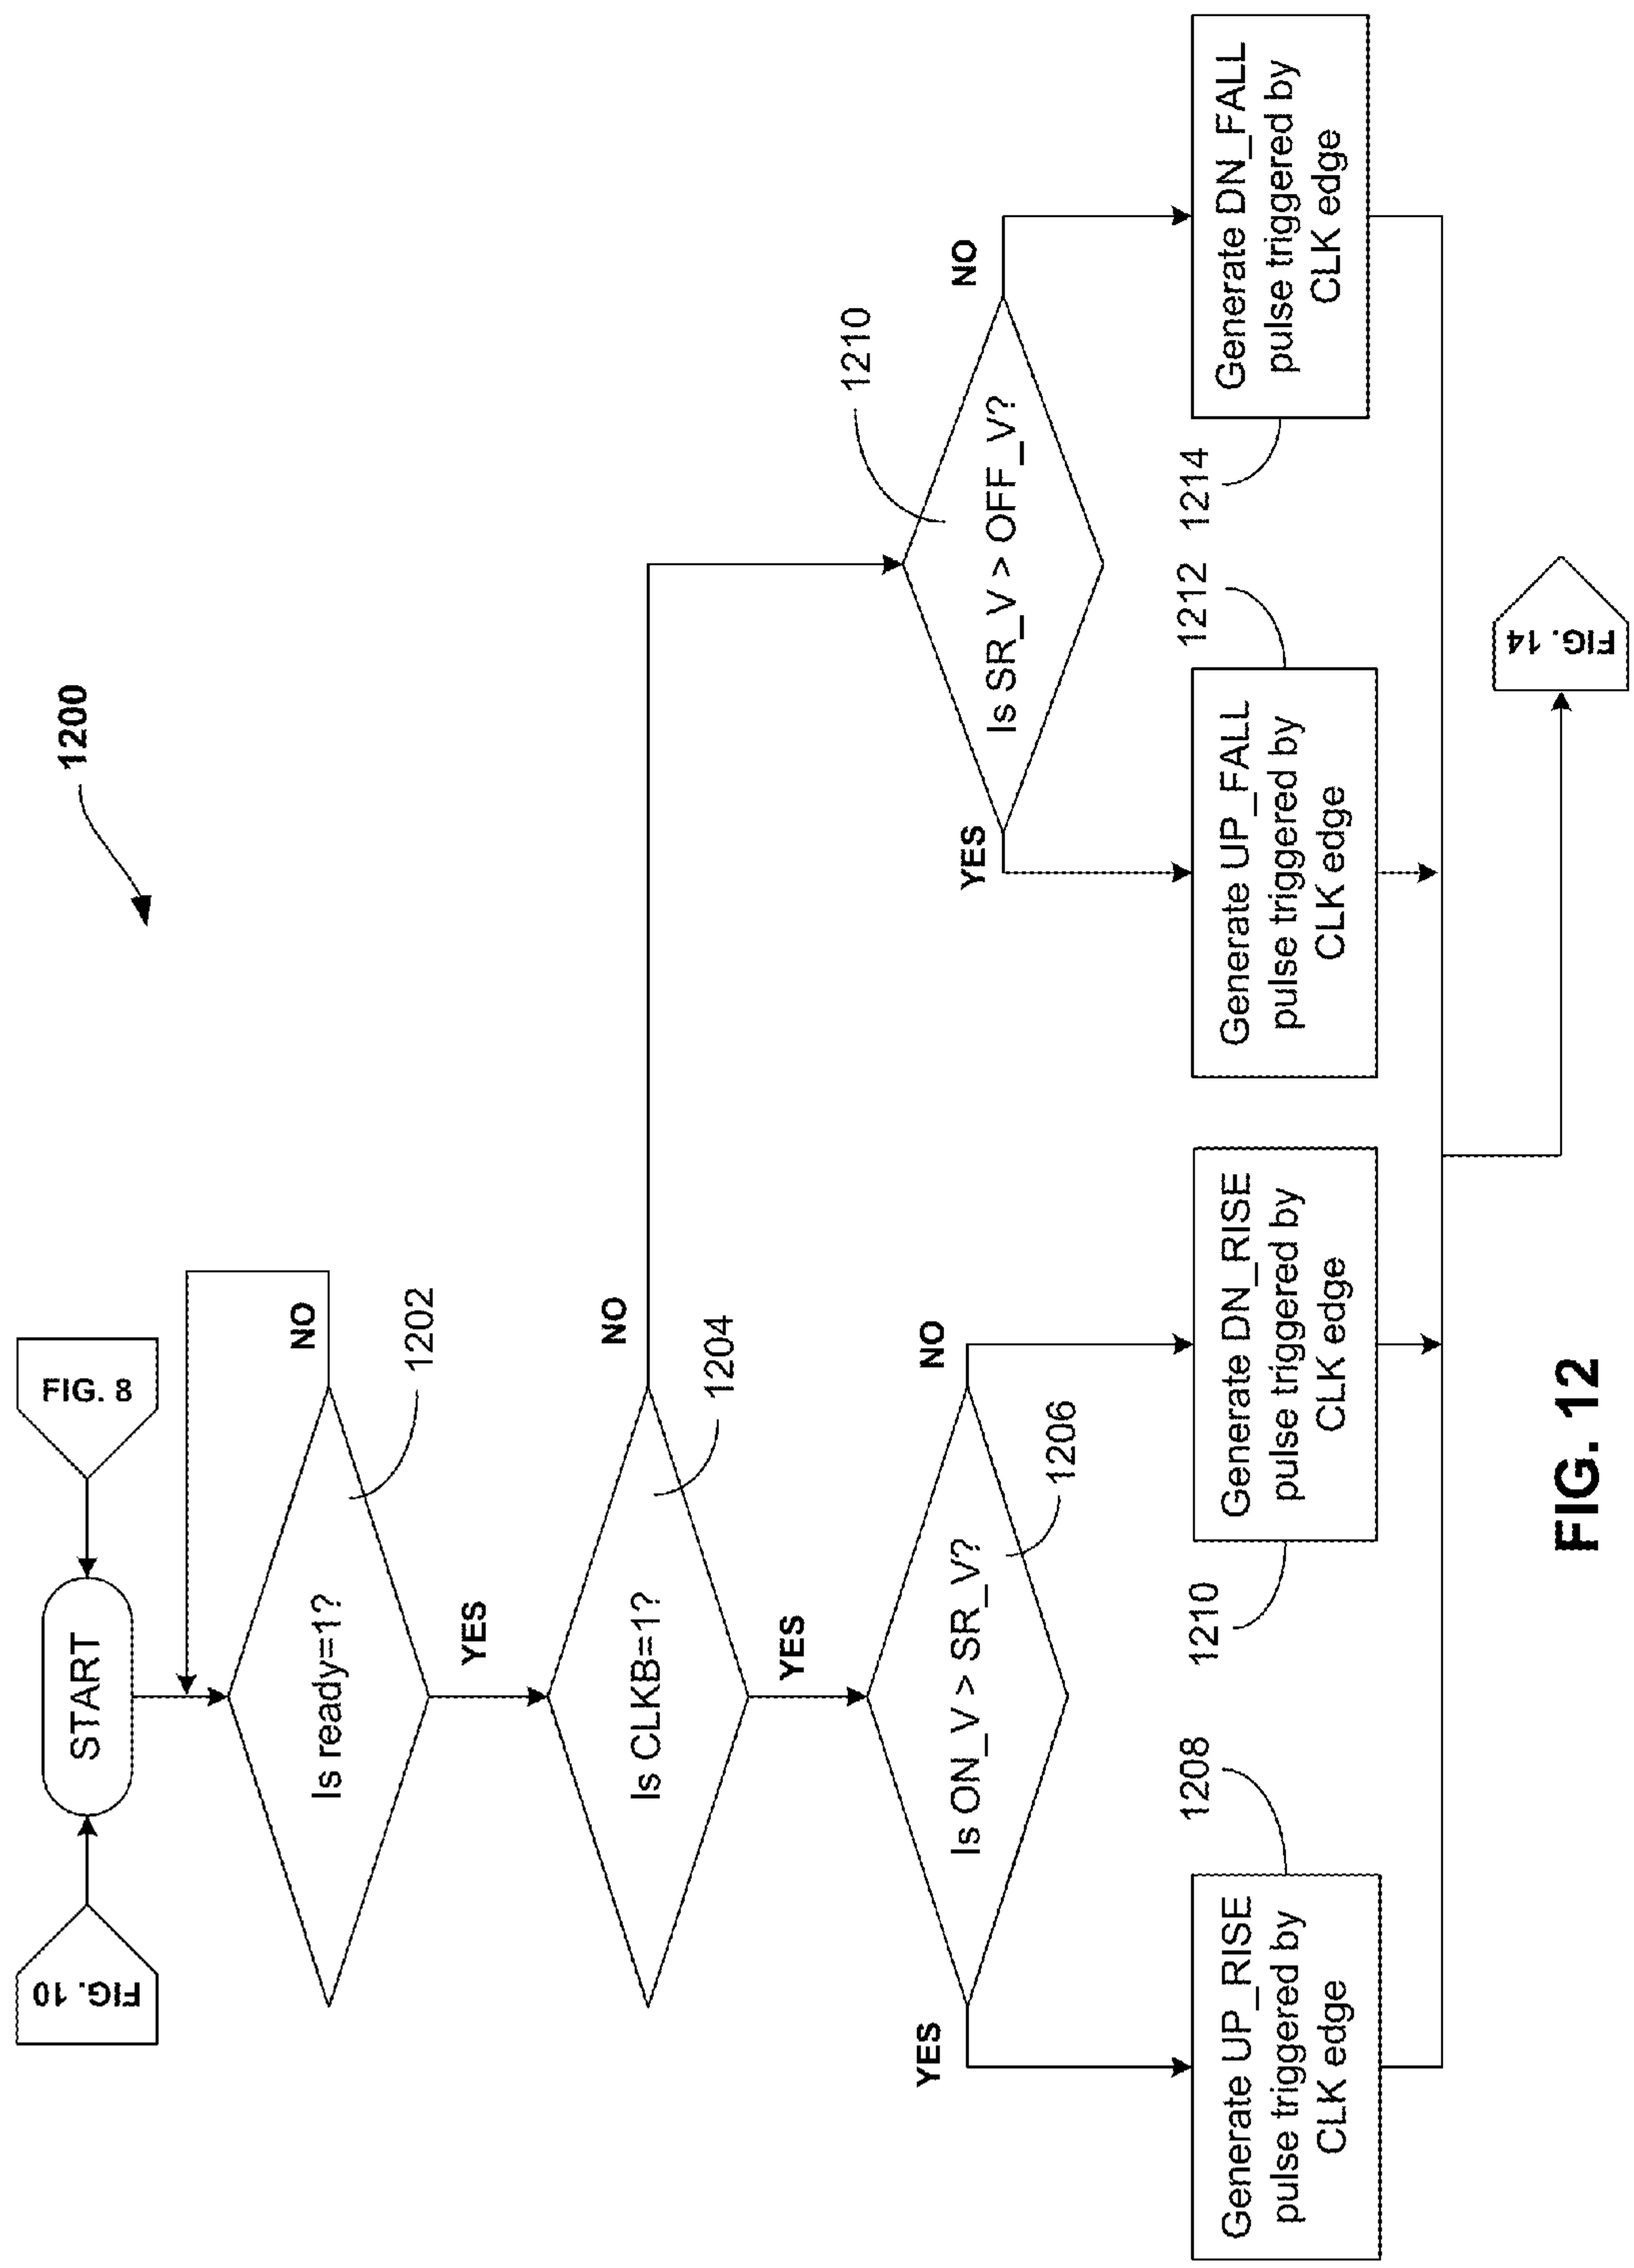 1200
FIG. 10
START
FIG. 8
Is ready=1?
NO
1202
YES
Is CLKB=1?
NO
1204
YES
Is ON_V > SR_V?
YES
NO
1206
Is SR_V > OFF_V?
1210
YES
NO
1208
Generate UP_RISE
pulse triggered by
CLK edge
1210
Generate DN_RISE
pulse triggered by
CLK edge
1212
Generate UP_FALL
pulse triggered by
CLK edge
1214
Generate DN_FALL
pulse triggered by
CLK edge
FIG. 14
FIG. 12